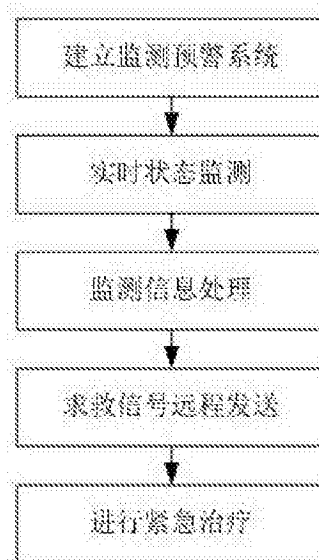 建立监测预警系统
实时状态监测
监测信息处理
求救信号远程发送
进行紧急治疗